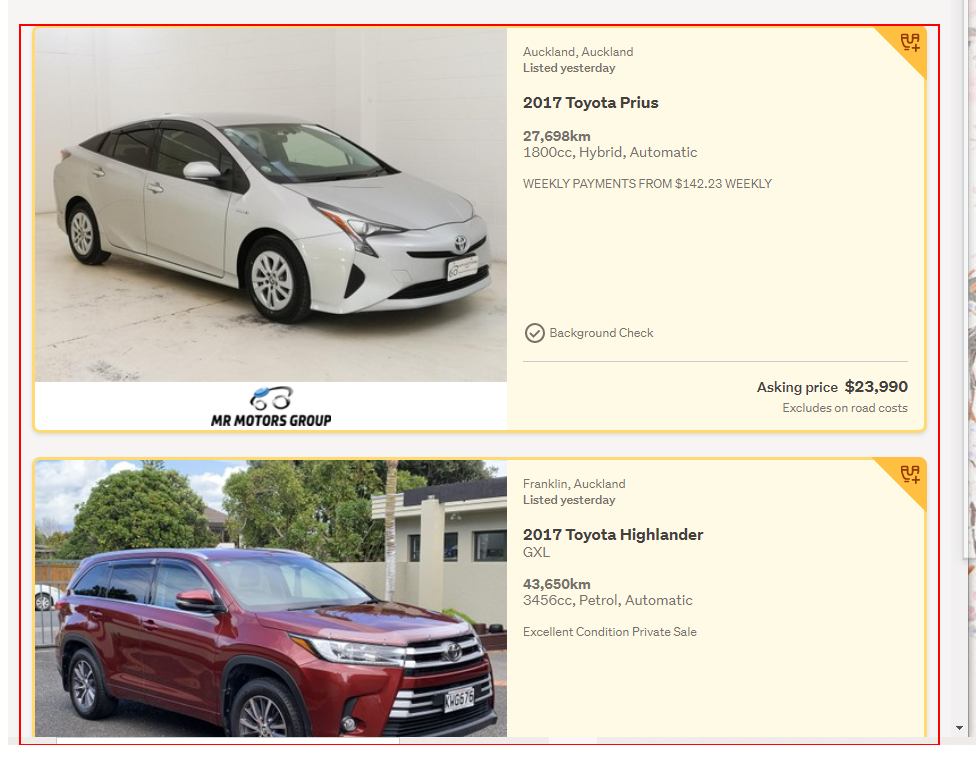 Auckland, Auckland
Listed yesterday
2017 Toyota Prius
27,698km
1800cc, Hybrid, Automatic
WEEKLY PAYMENTS FROM $142.23 WEEKLY
Background Check
Asking price $23,990
Excludes on road costs
MR MOTORS GROUP
Franklin, Auckland
Listed yesterday
2017 Toyota Highlander
GXL
43,650km
3456cc, Petrol, Automatic
Excellent Condition Private Sale
KWG676